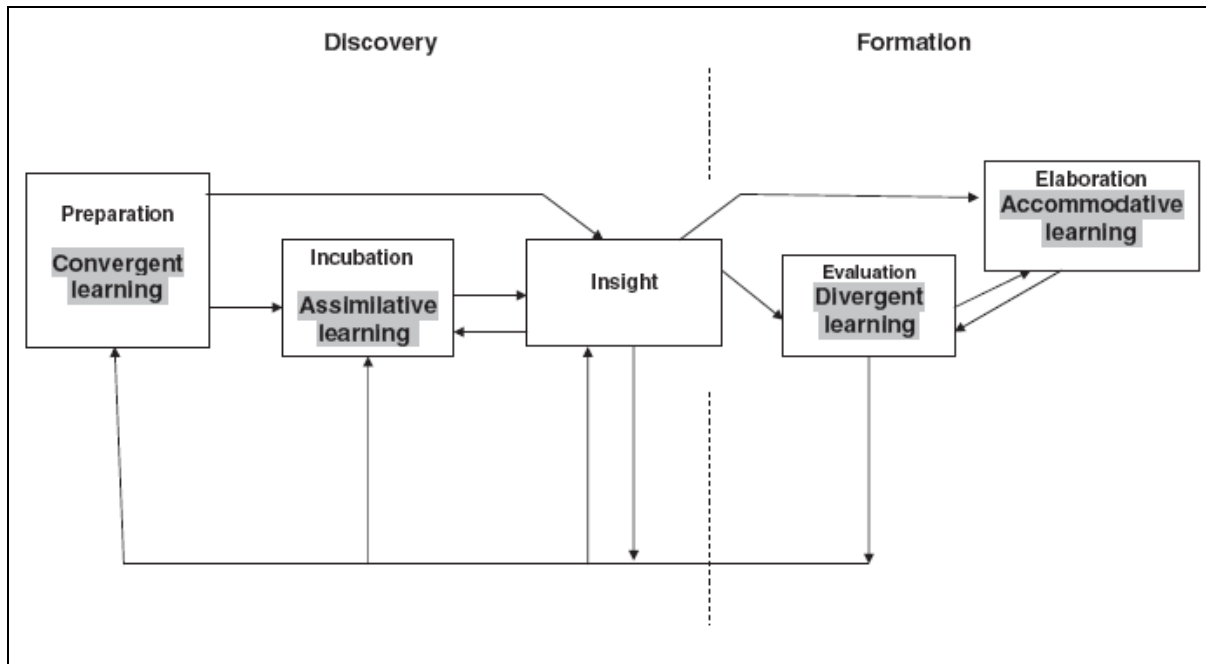 Discovery
Formation
Preparation
Convergent
learning
Incubation
Assimilative
learning
Insight
Evaluation
Divergent
learning
Elaboration
Accommodative
learning